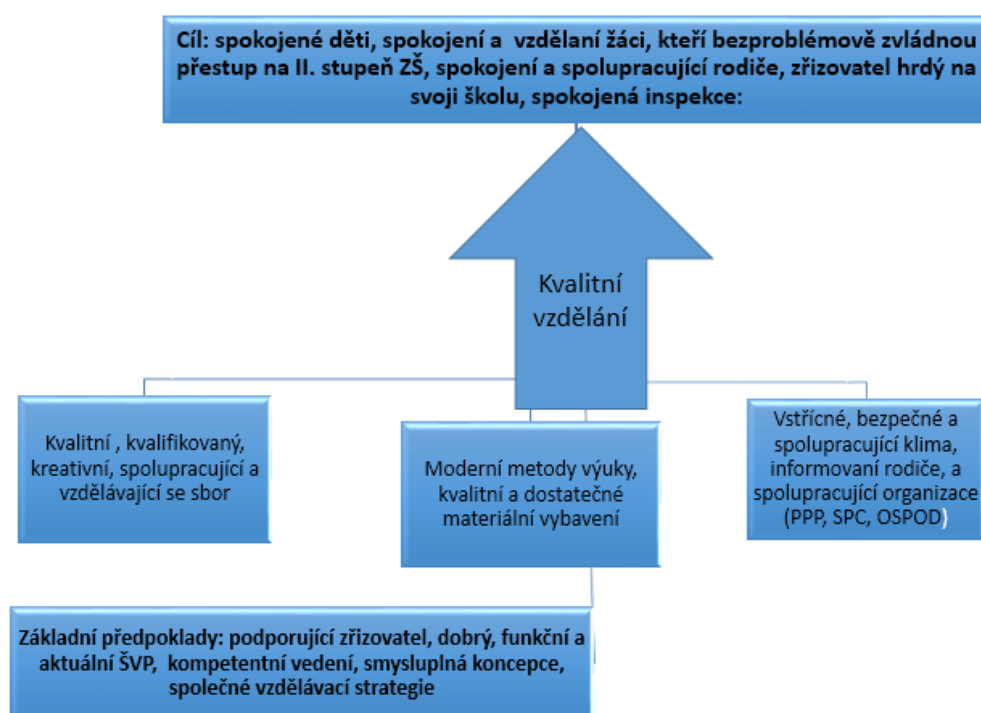 Cíl: spokojené děti, spokojení a vzdělaní žáci, kteří bezproblémově zvládnou
přestup na II. stupeň ZŠ, spokojení a spolupracující rodiče, zřizovatel hrdý na
svoji školu, spokojená inspekce:
Kvalitní
vzdělání
Kvalitní , kvalifikovaný,
kreativní, spolupracující a
vzdělávající se sbor
Moderní metody výuky,
kvalitní a dostatečné
materiální vybavení
Vstřícné, bezpečné a
spolupracující klima,
informovaní rodiče, a
spolupracující organizace
(PPP, SPC, OSPOD)
Základní předpoklady: podporující zřizovatel, dobrý, funkční a
aktuální ŠVP, kompetentní vedení, smysluplná koncepce,
společné vzdělávací strategie